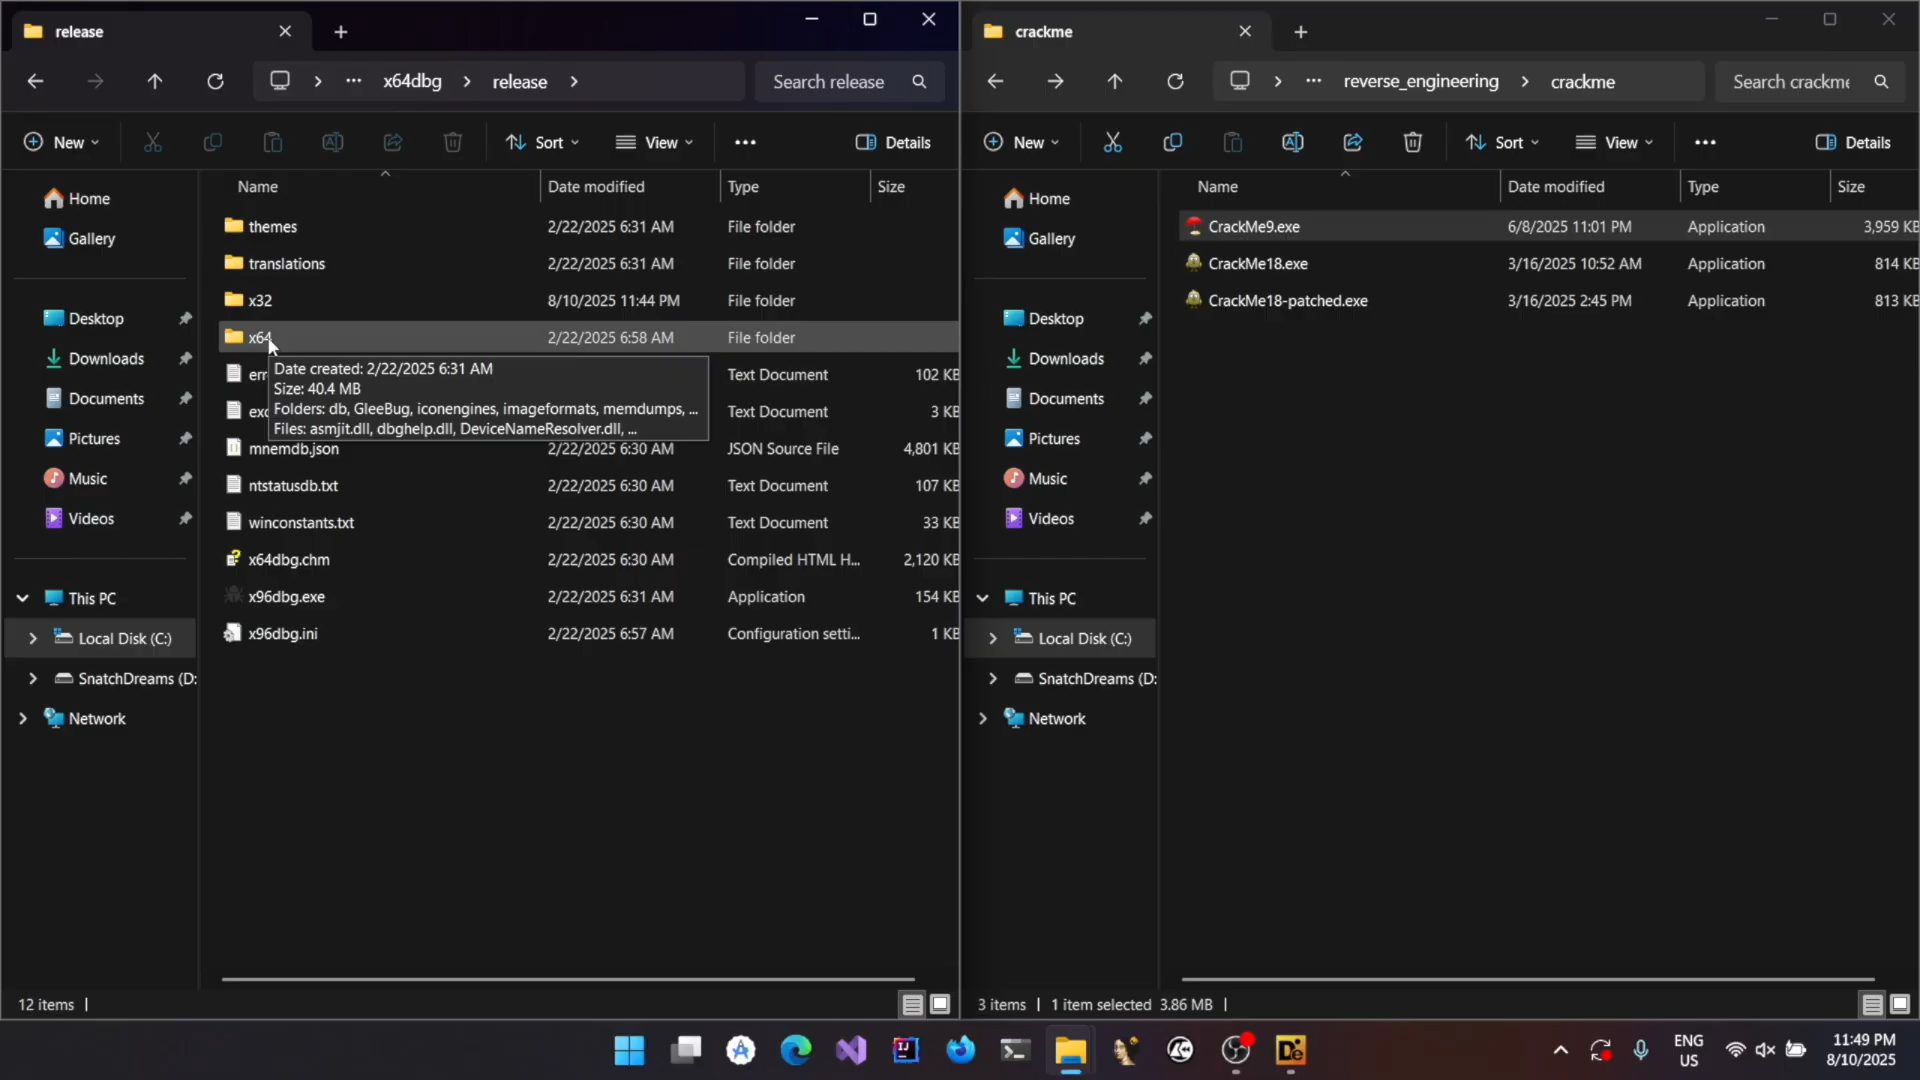 release
x64dbg
release
Search release
New
Sort
View
Details
Name
Date modified
Type
Size
Home
Gallery
Desktop
Downloads
Documents
Pictures
Music
Videos
This PC
Local Disk (C:)
SnatchDreams (D:
Network
themes 2/22/2025 6:31 AM File folder
translations 2/22/2025 6:31 AM File folder
x32 8/10/2025 11:44 PM File folder
x64 2/22/2025 6:58 AM File folder
Text Document 102 KB
Text Document 3 KB
Date created: 2/22/2025 6:31 AM
Size: 40.4 MB
Folders: db, GleeBug, iconengines, imageformats, memdumps, ...
Files: asmjit.dll, dbghelp.dll, DeviceNameResolver.dll, ...
mnemdb.json 2/22/2025 6:30 AM JSON Source File 4,801 KB
ntstatusdb.txt 2/22/2025 6:30 AM Text Document 107 KB
winconstants.txt 2/22/2025 6:30 AM Text Document 33 KB
x64dbg.chm 2/22/2025 6:30 AM Compiled HTML H... 2,120 KB
x96dbg.exe 2/22/2025 6:31 AM Application 154 KB
x96dbg.ini 2/22/2025 6:57 AM Configuration setti... 1 KB
12 items
crackme
reverse_engineering
crackme
Search crackme
New
Sort
View
Details
Name
Date modified
Type
Size
Home
Gallery
Desktop
Downloads
Documents
Pictures
Music
Videos
This PC
Local Disk (C:)
SnatchDreams (D:
Network
CrackMe9.exe 6/8/2025 11:01 PM Application 3,959 KB
CrackMe18.exe 3/16/2025 10:52 AM Application 814 KB
CrackMe18-patched.exe 3/16/2025 2:45 PM Application 813 KB
3 items
1 item selected 3.86 MB
ENG
US
11:49 PM
8/10/2025